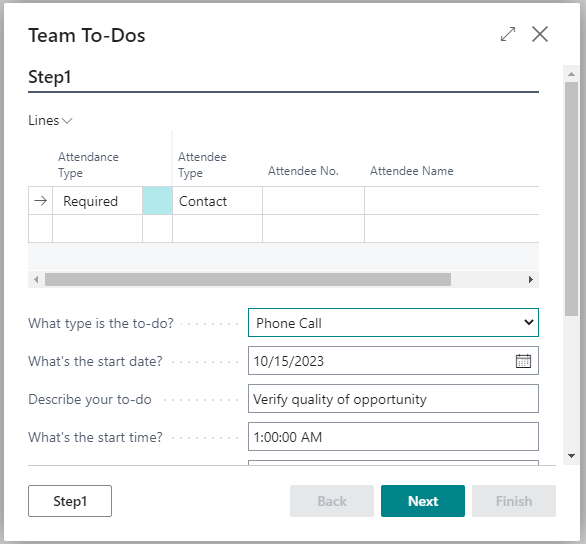 Team To-Dos
Step1
Lines
Attendance Type
Attendee Type
Attendee No.
Attendee Name
Required
Contact
What type is the to-do?
Phone Call
What's the start date?
10/15/2023
Describe your to-do
Verify quality of opportunity
What's the start time?
1:00:00 AM
Step1
Back
Next
Finish